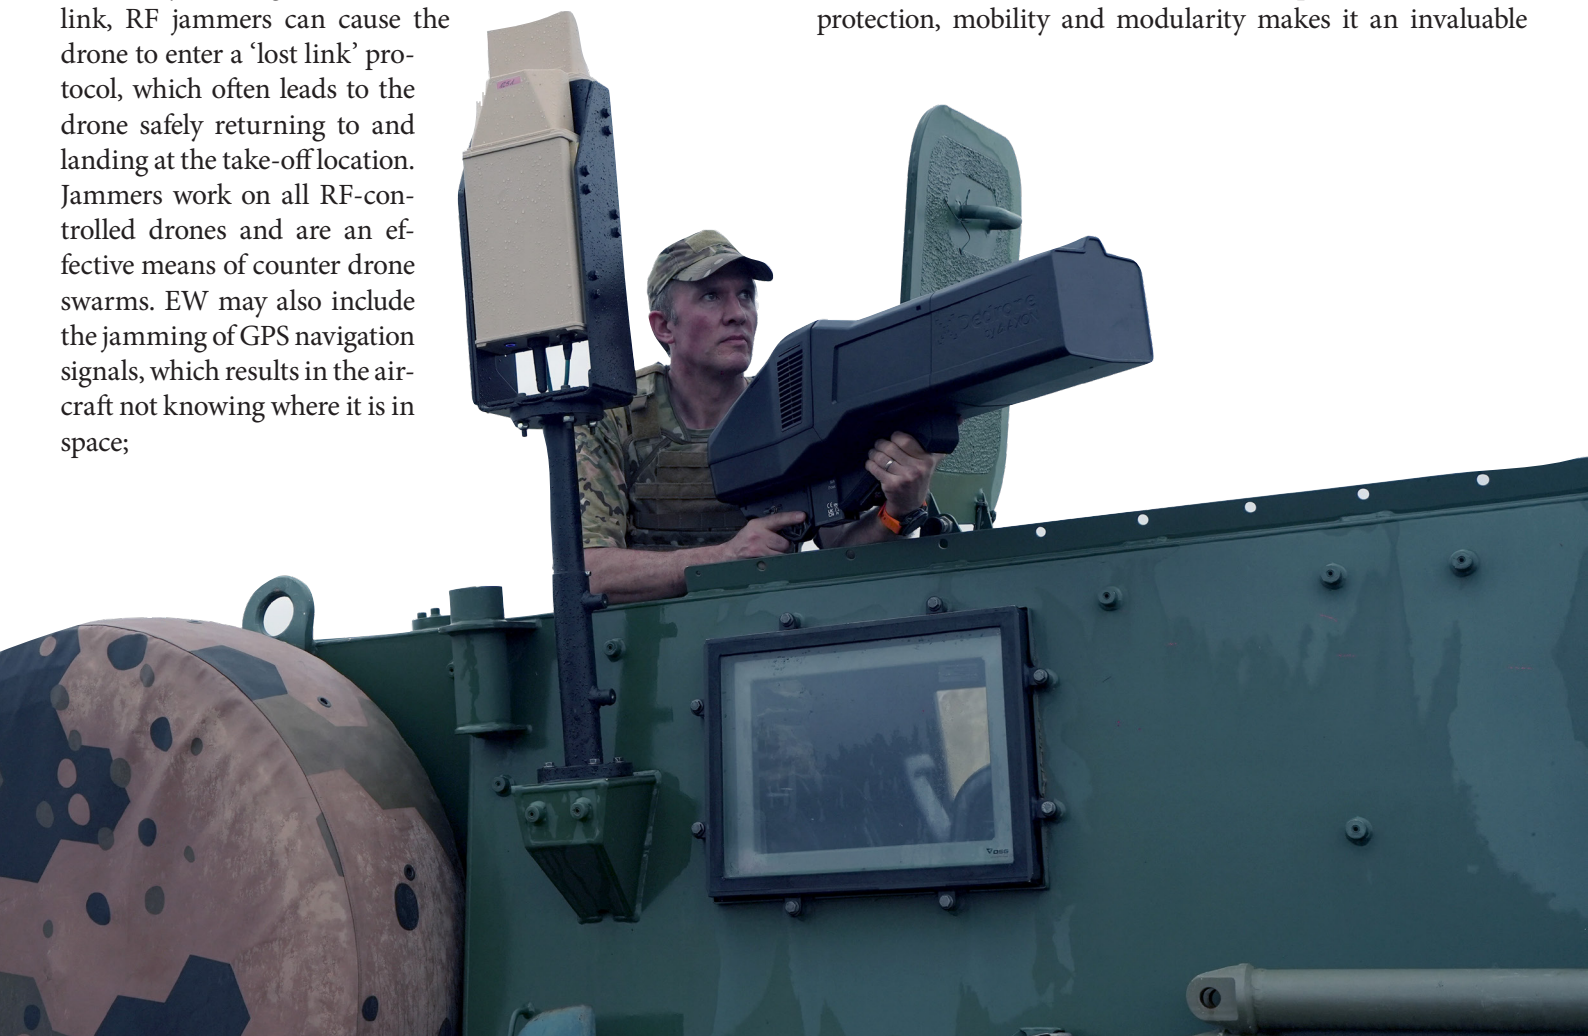 link, RF jammers can cause the
drone to enter a ‘lost link’ pro-
tocol, which often leads to the
drone safely returning to and
landing at the take-off location.
Jammers work on all RF-con-
trolled drones and are an ef-
fective means of counter drone
swarms. EW may also include
the jamming of GPS navigation
signals, which results in the air-
craft not knowing where it is in
space;
protection, mobility and modularity makes it an invaluable
Dedrone